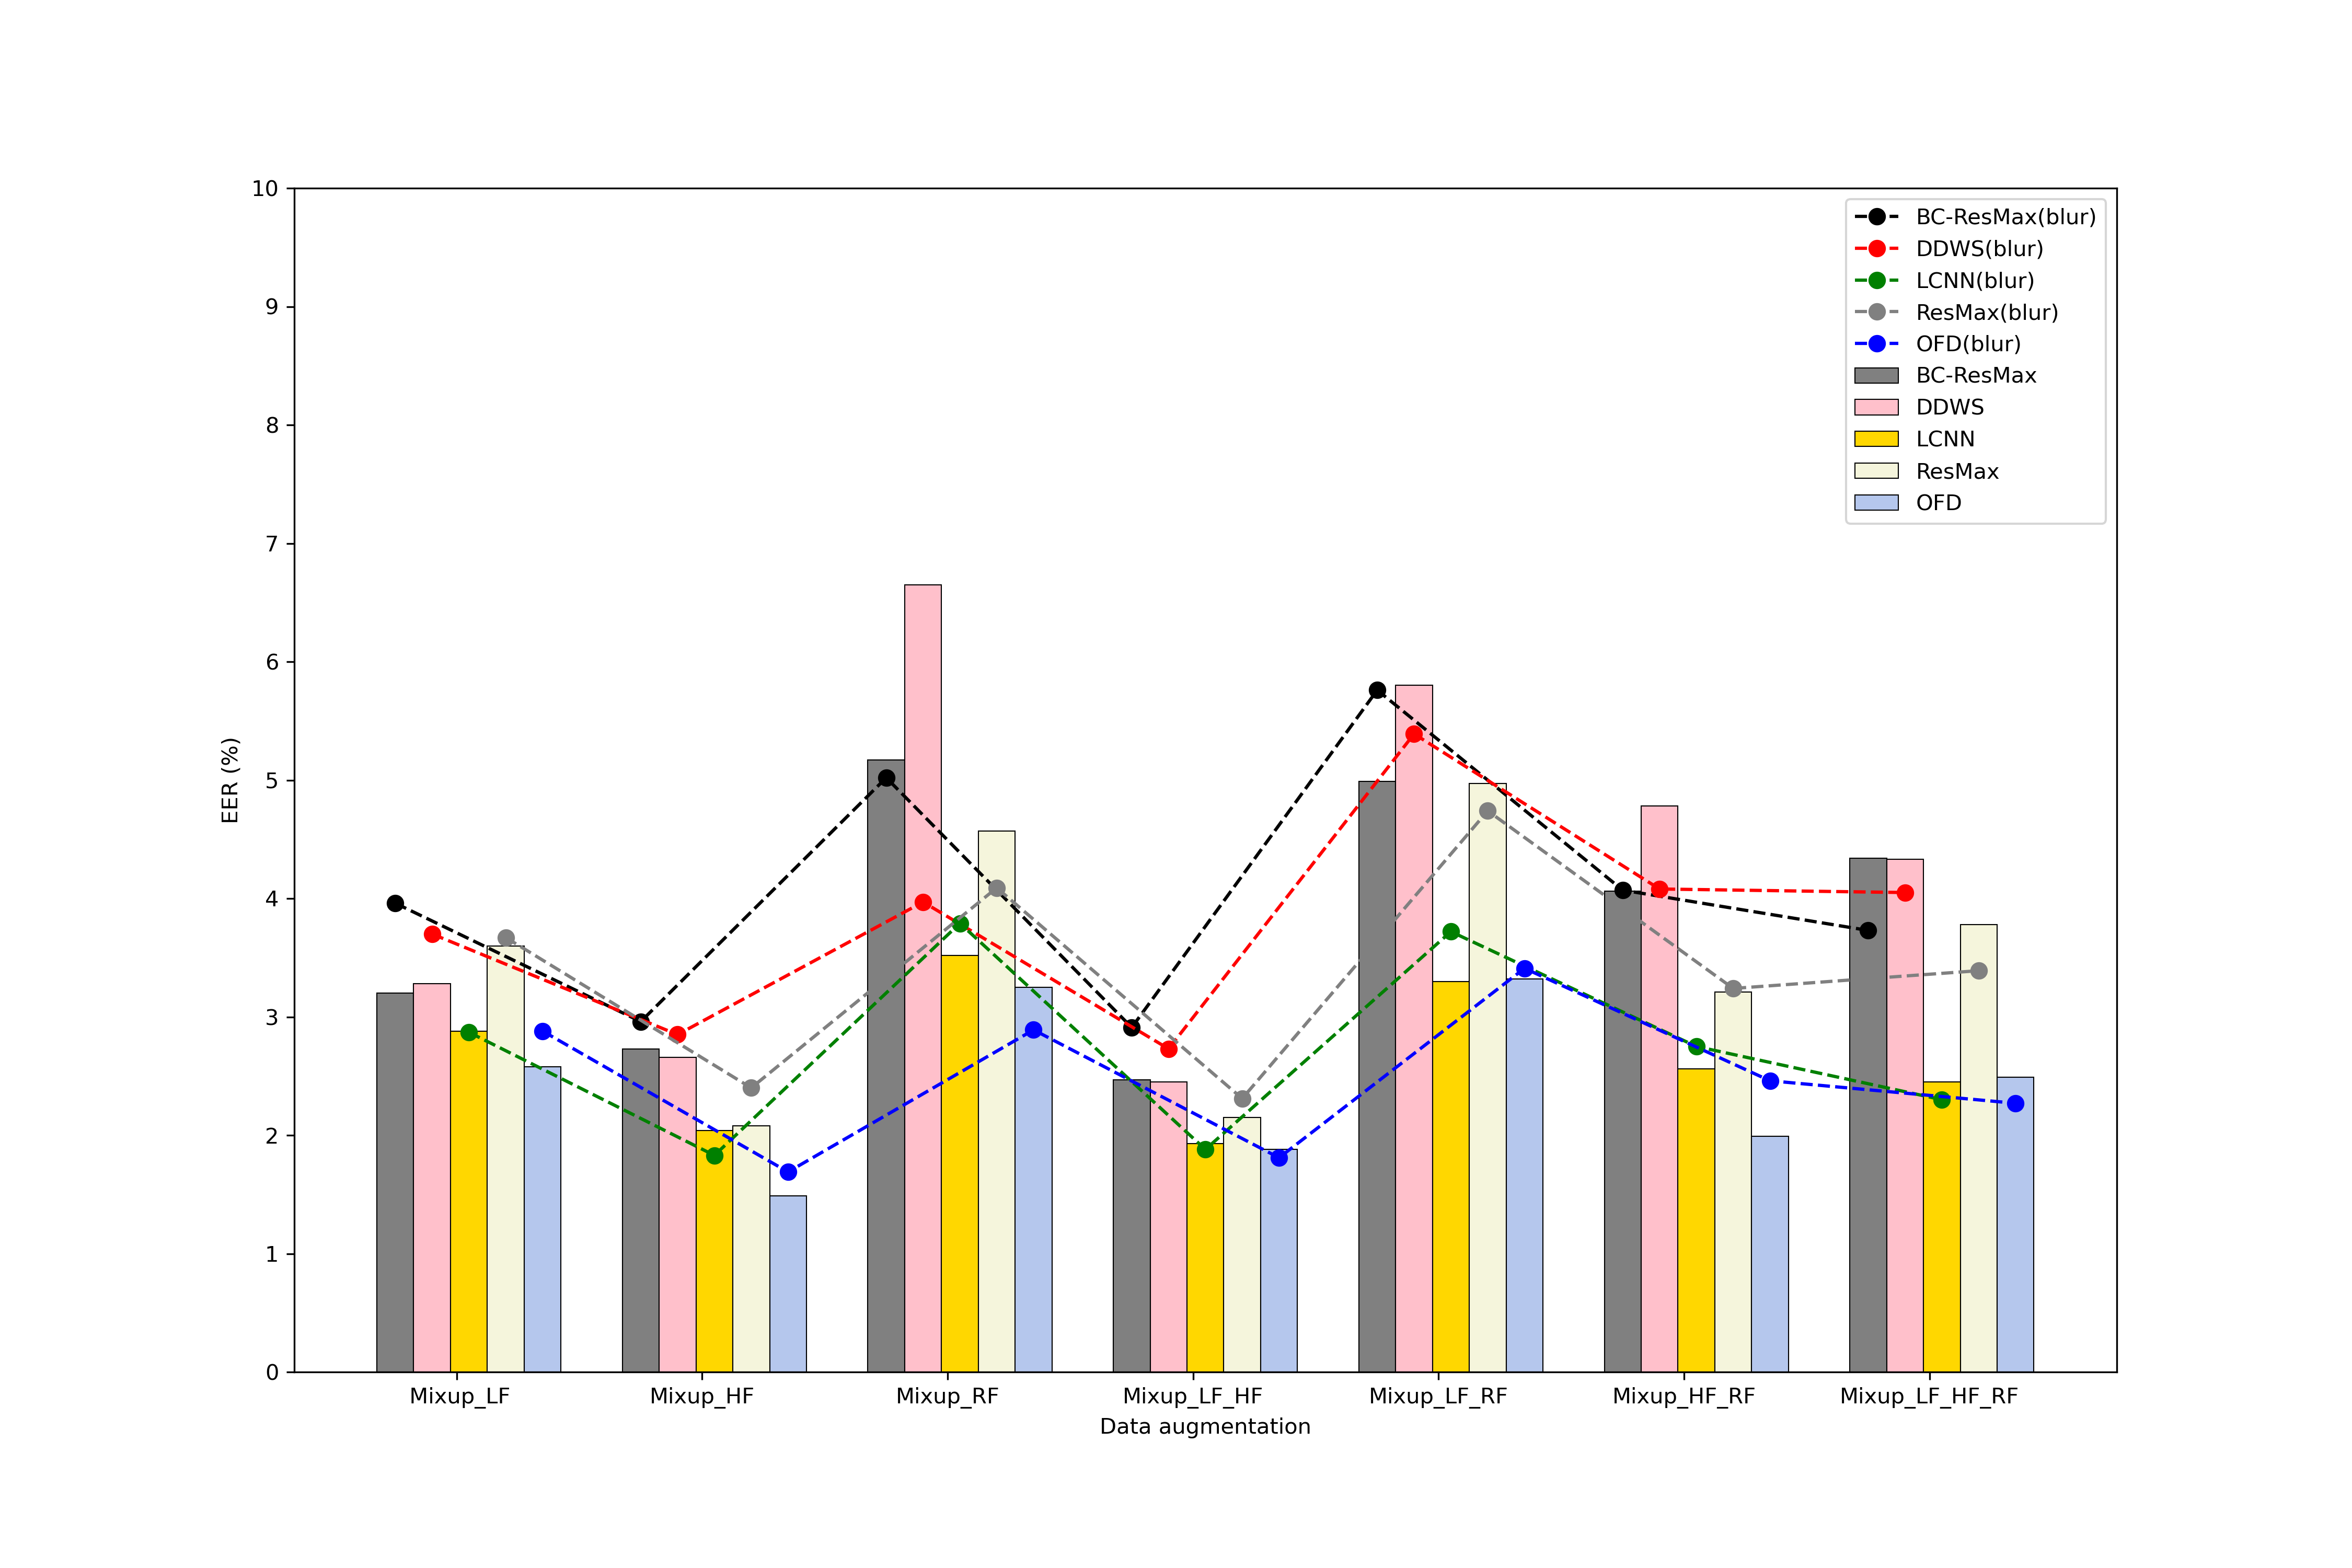 10
9
8
7
6
5
4
3
2
1
0
EER (%)
BC-ResMax(blur)
DDWS(blur)
LCNN(blur)
ResMax(blur)
OFD(blur)
BC-ResMax
DDWS
LCNN
ResMax
OFD
Mixup_LF Mixup_HF Mixup_RF Mixup_LF_HF Mixup_LF_RF Mixup_HF_RF Mixup_LF_HF_RF
Data augmentation